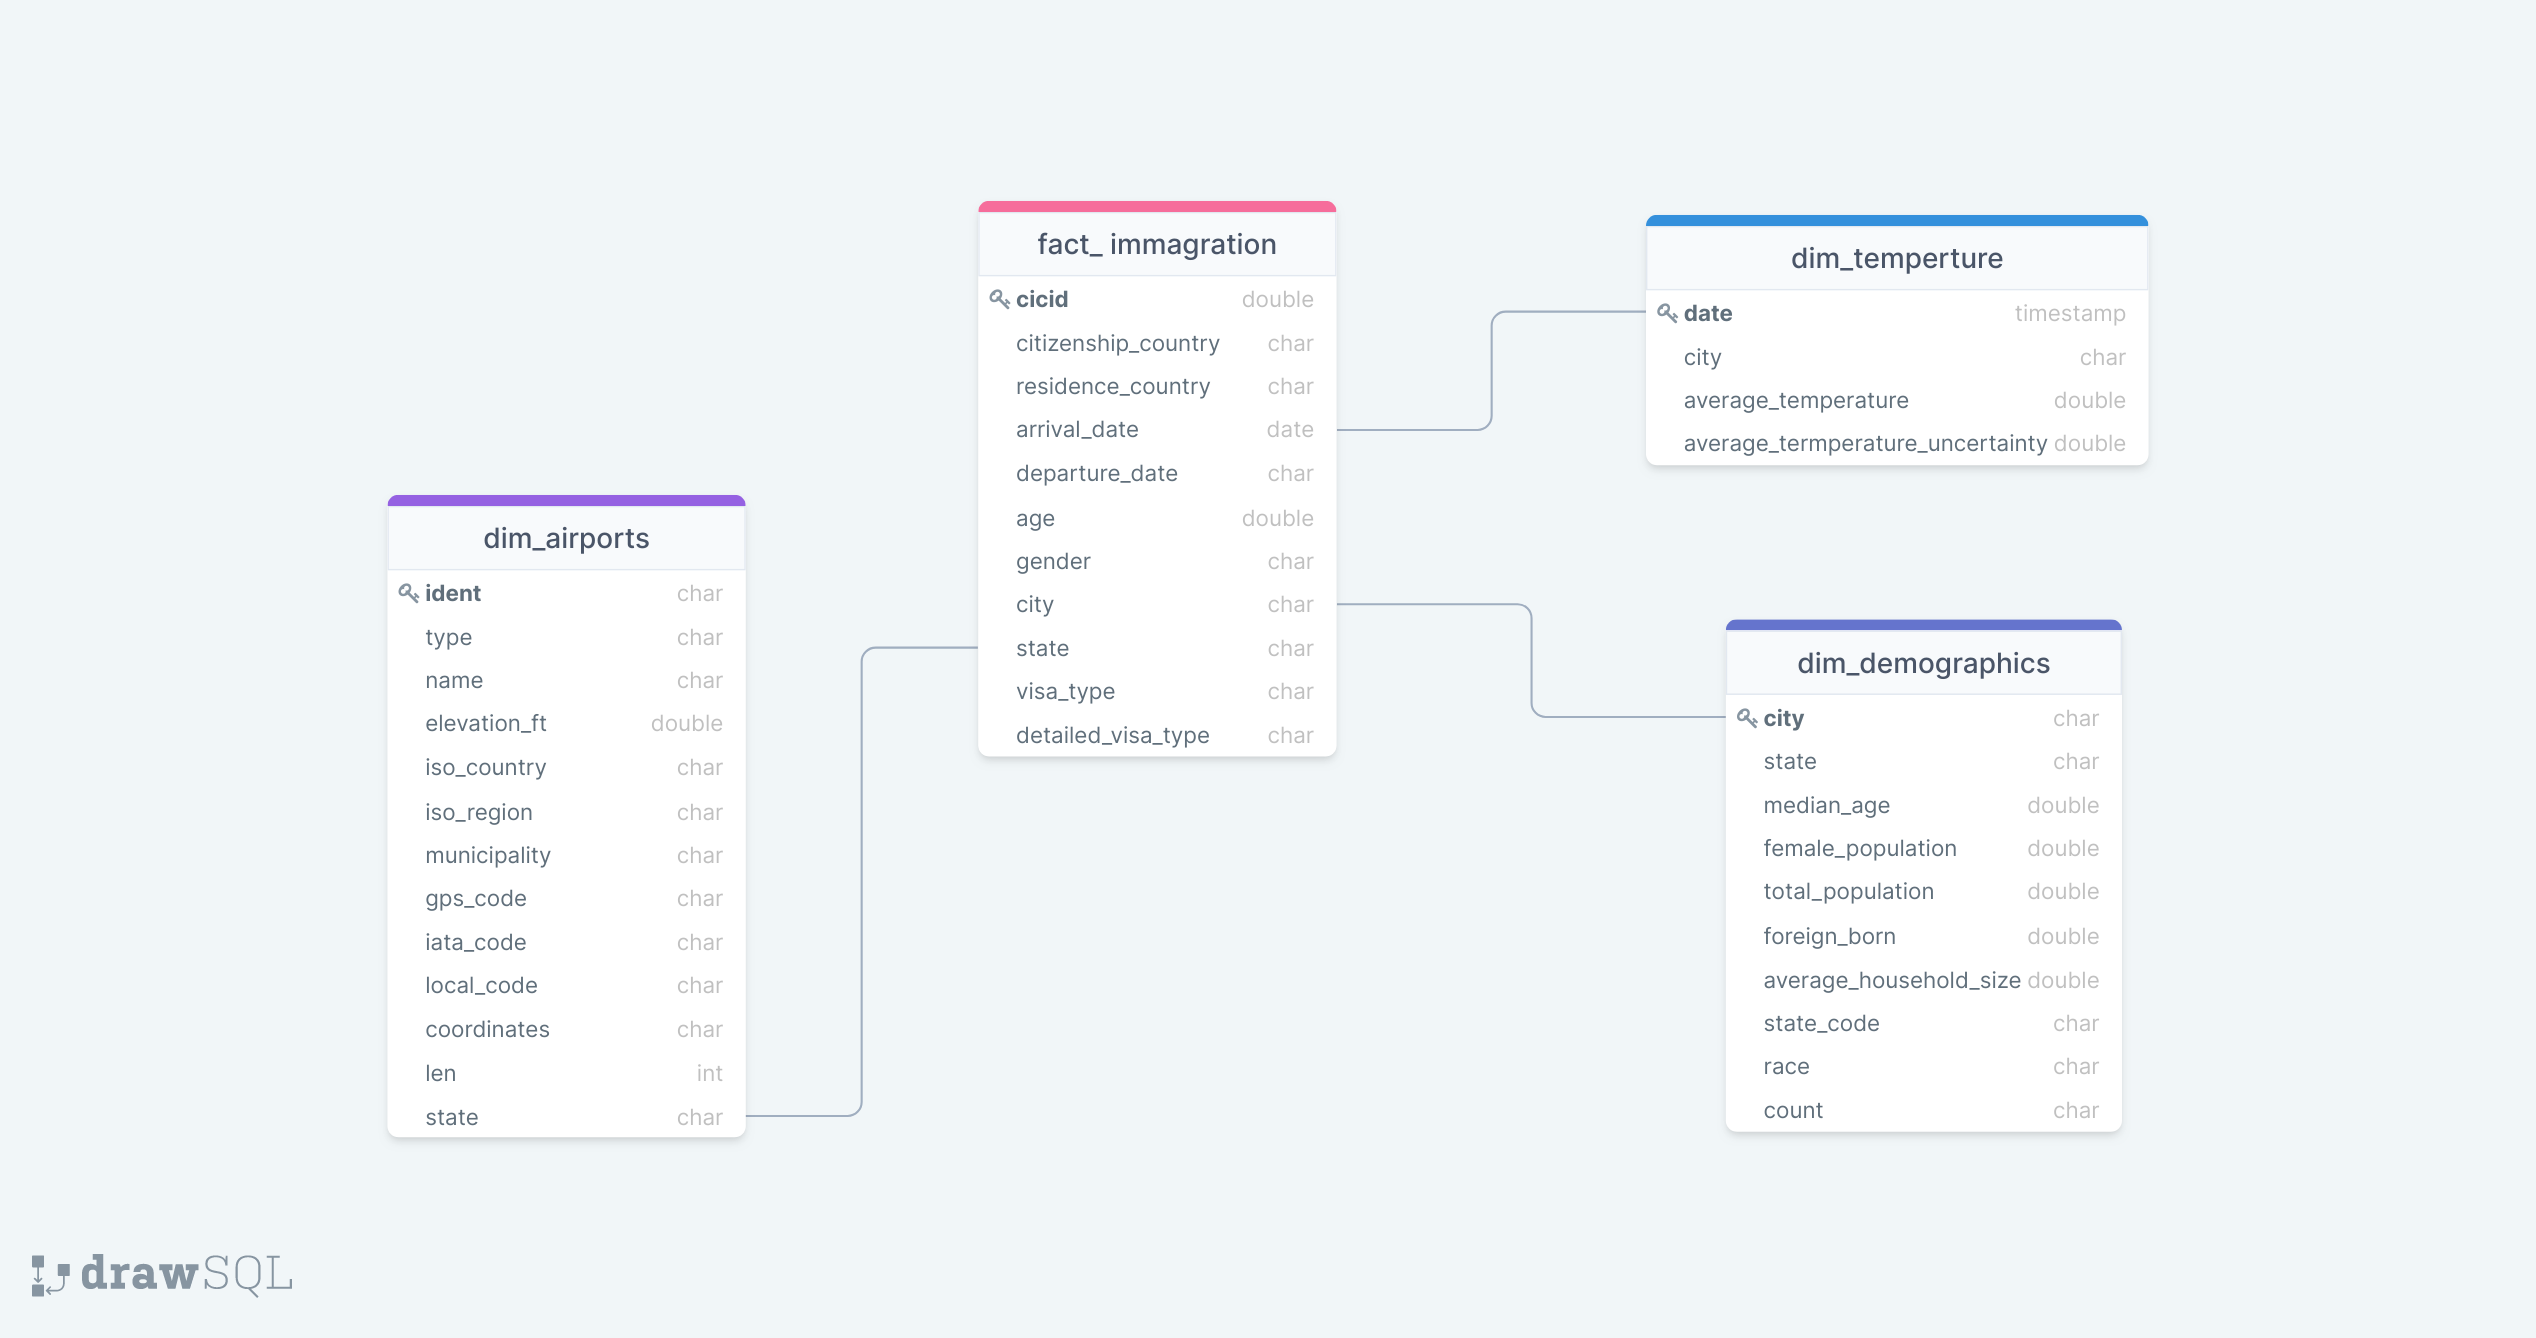 fact_ immagration
cicid double
citizenship_country char
residence_country char
arrival_date date
departure_date char
age double
gender char
city char
state char
visa_type char
detailed_visa_type char
dim_temperture
date timestamp
city char
average_temperature double
average_termperature_uncertainty double
dim_airports
ident char
type char
name char
elevation_ft double
iso_country char
iso_region char
municipality char
gps_code char
iata_code char
local_code char
coordinates char
len int
state char
dim_demographics
city char
state char
median_age double
female_population double
total_population double
foreign_born double
average_household_size double
state_code char
race char
count char
drawSQL